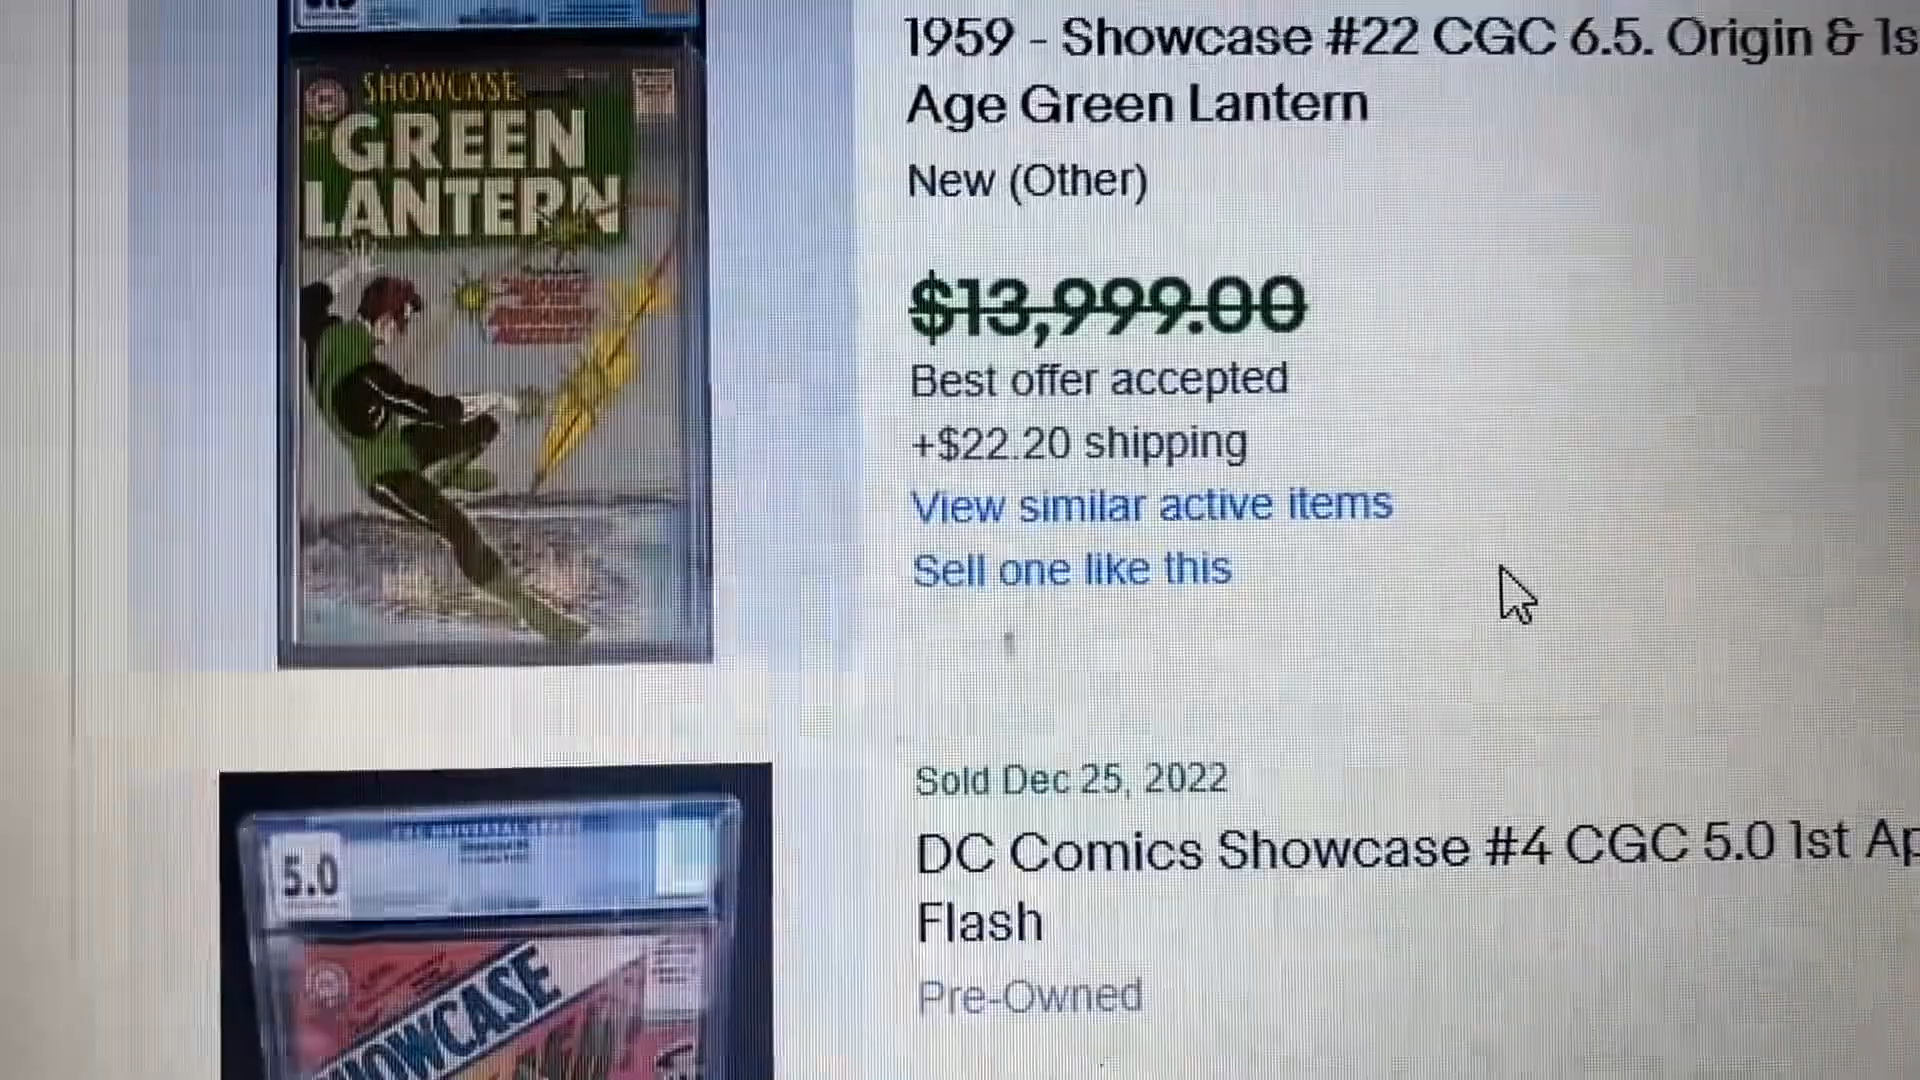 1959 - Showcase #22 CGC 6.5. Origin & 1s
Age Green Lantern
New (Other)
$13,999.00
Best offer accepted
+$22.20 shipping
View similar active items
Sell one like this
SHOWCASE
GREEN
LANTERN
Sold Dec 25, 2022
DC Comics Showcase #4 CGC 5.0 1st Ap
Flash
Pre-Owned
5.0
SHOWCASE